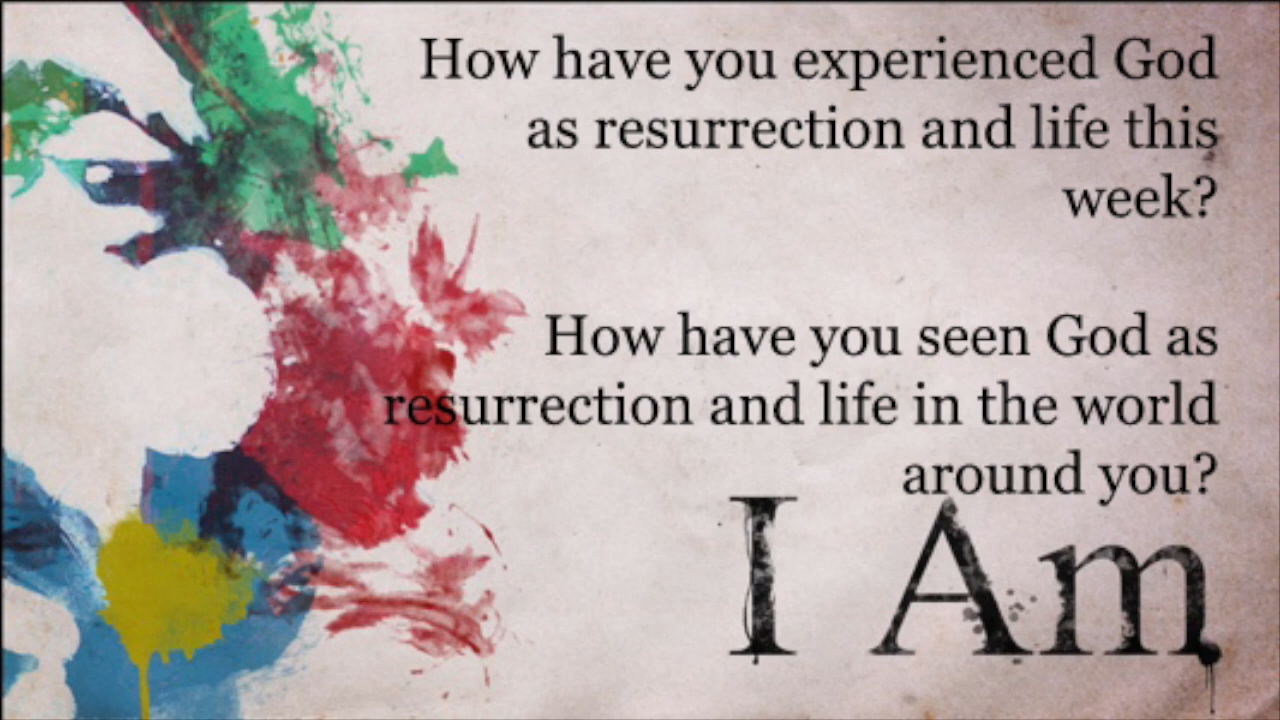 How have you experienced God
as resurrection and life this
week?
How have you seen God as
resurrection and life in the world
around you?
I Am